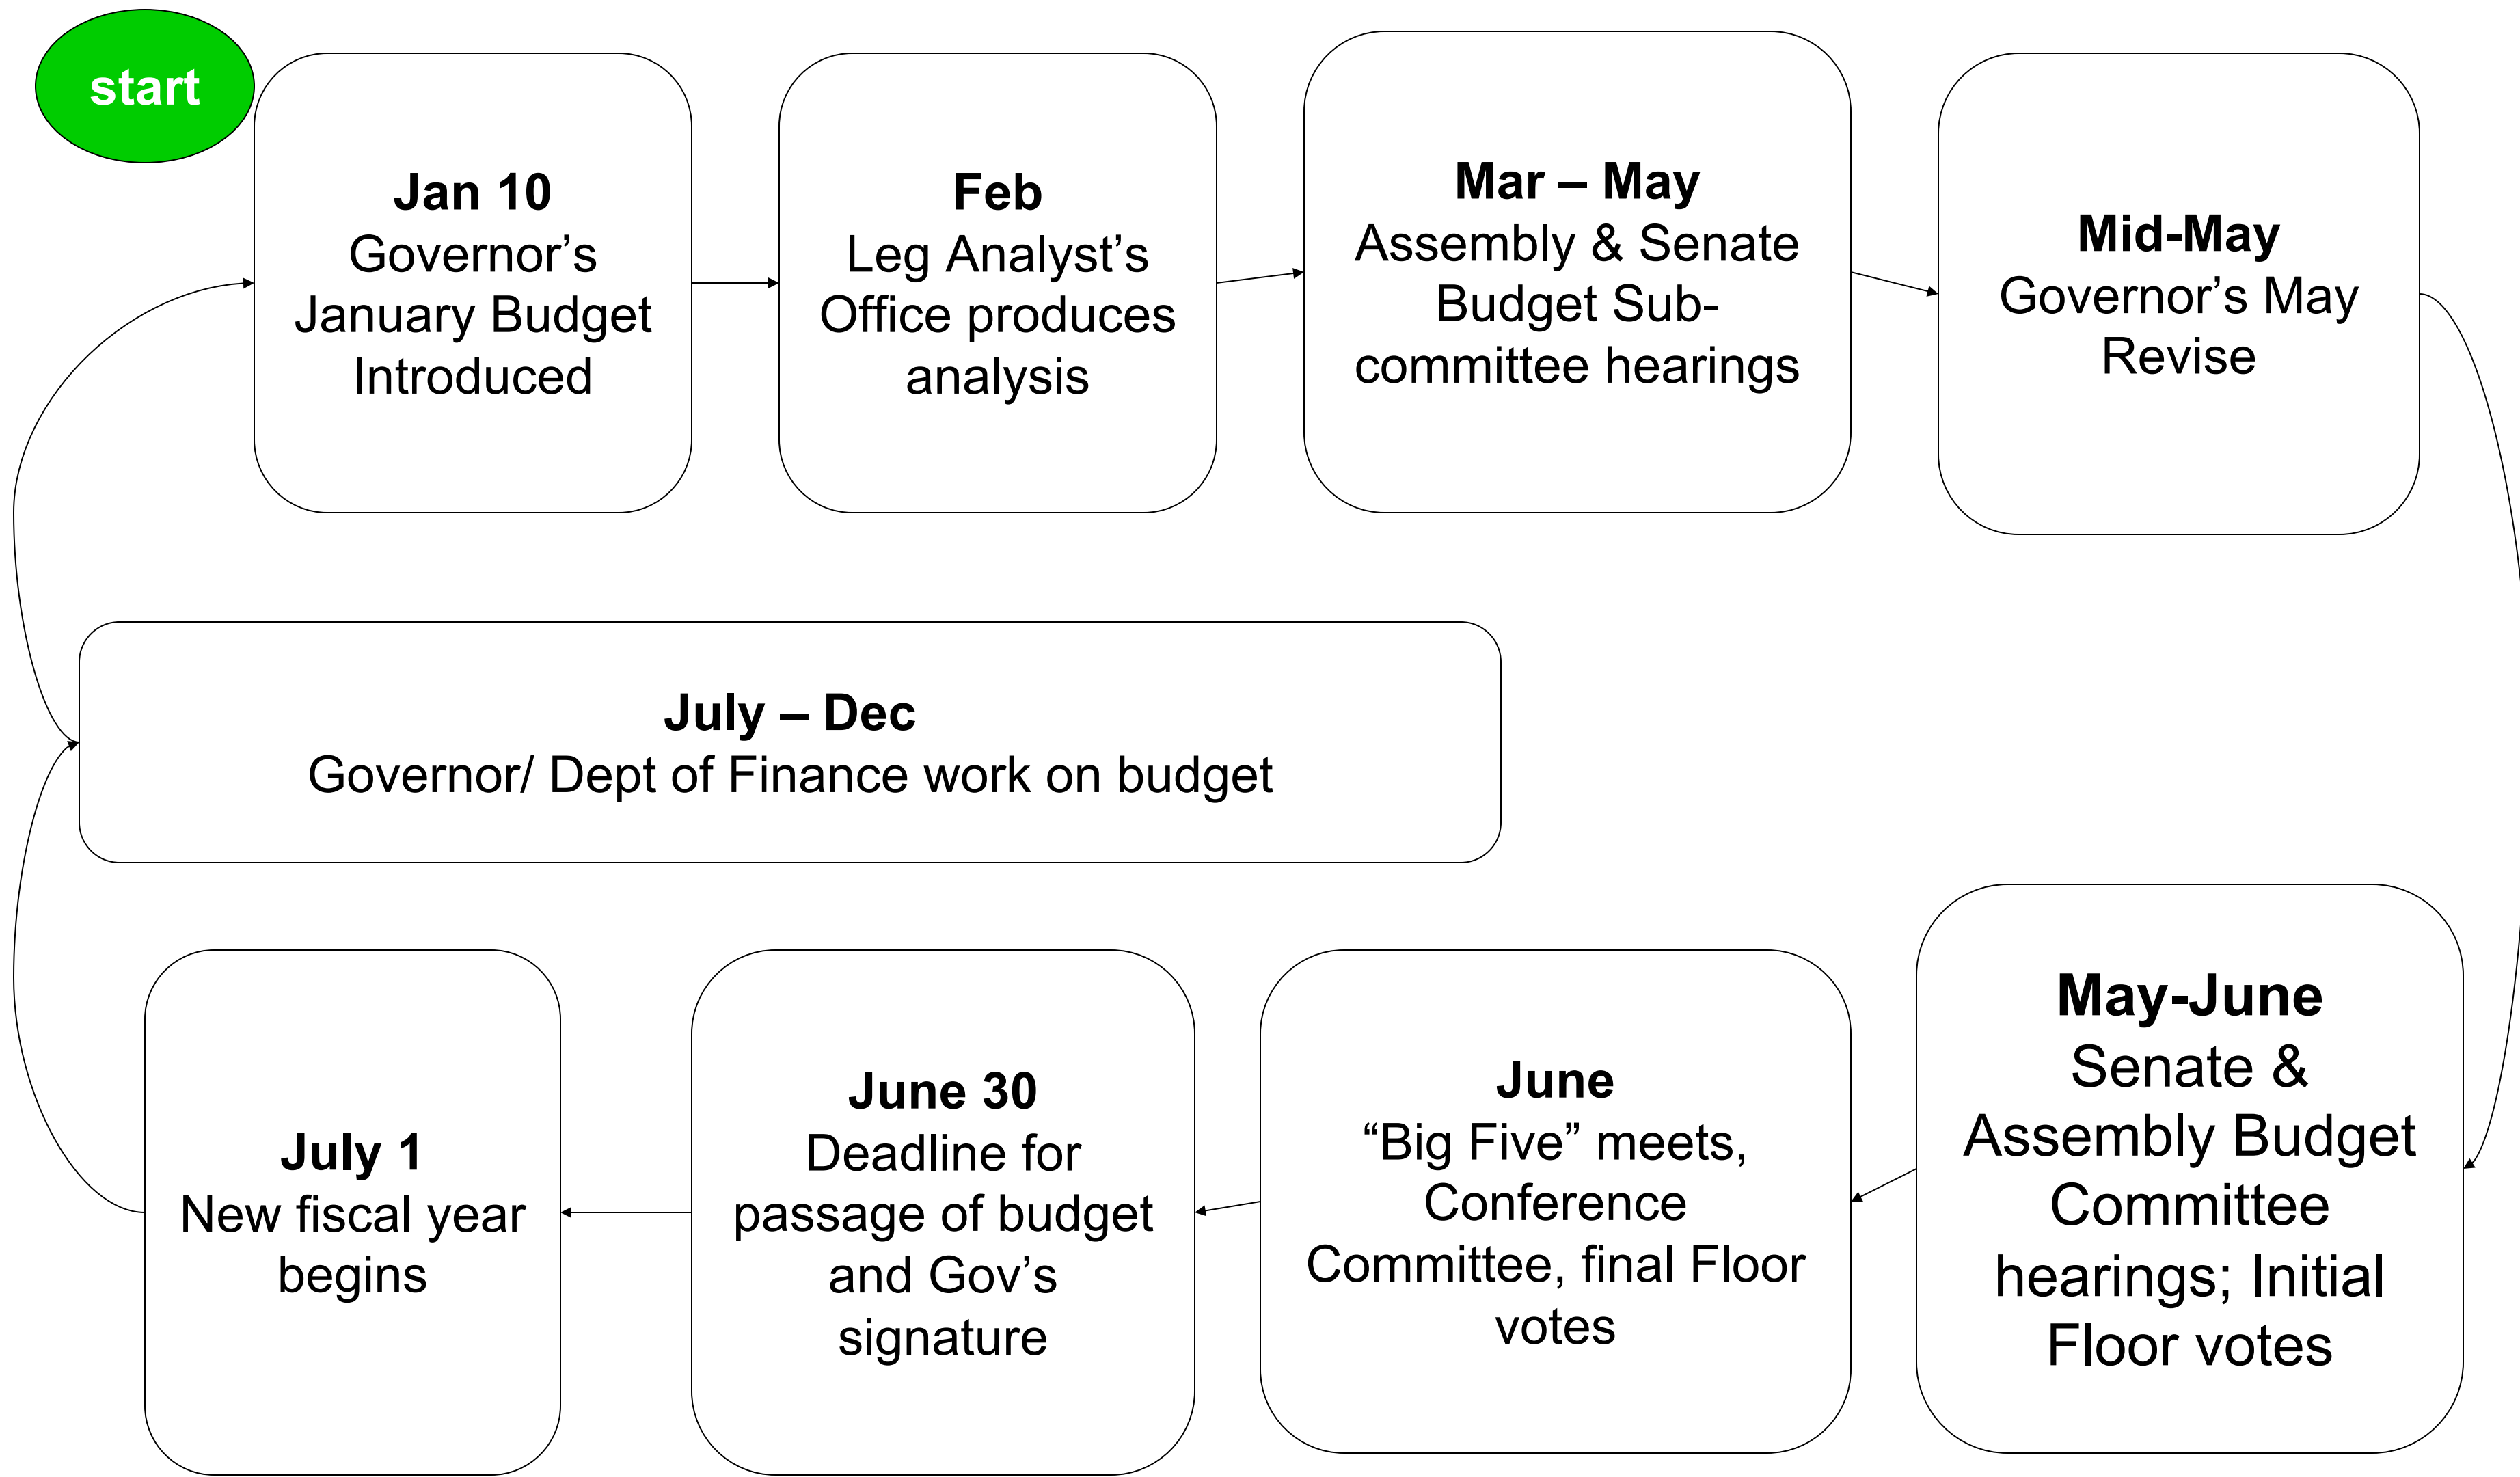 start
Jan 10
Governor’s
January Budget
Introduced
Feb
Leg Analyst’s
Office produces
analysis
Mar – May
Assembly & Senate
Budget Sub-
committee hearings
Mid-May
Governor’s May
Revise
July – Dec
Governor/ Dept of Finance work on budget
May-June
Senate &
Assembly Budget
Committee
hearings; Initial
Floor votes
June
“Big Five” meets,
Conference
Committee, final Floor
votes
June 30
Deadline for
passage of budget
and Gov’s
signature
July 1
New fiscal year
begins